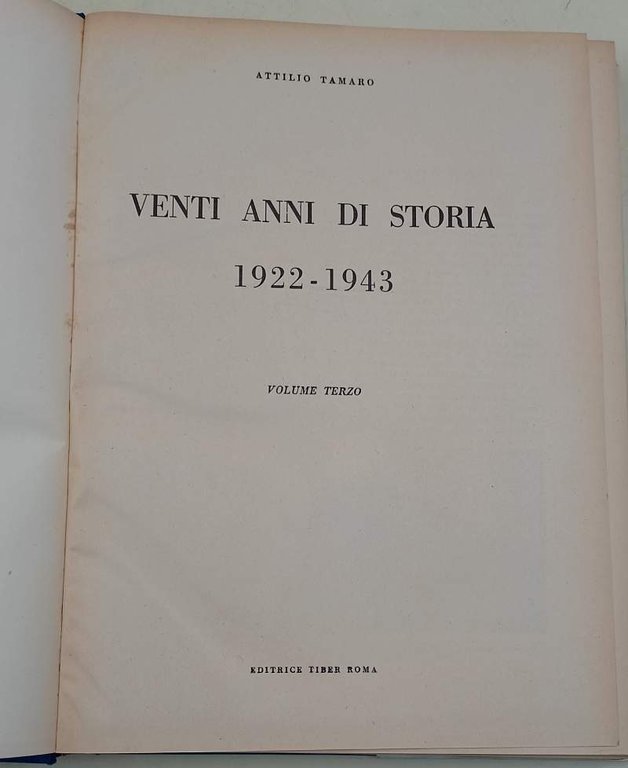 ATTILIO TAMARO
VENTI ANNI DI STORIA
1922-1943
VOLUME TERZO
EDITRICE TIBER ROMA